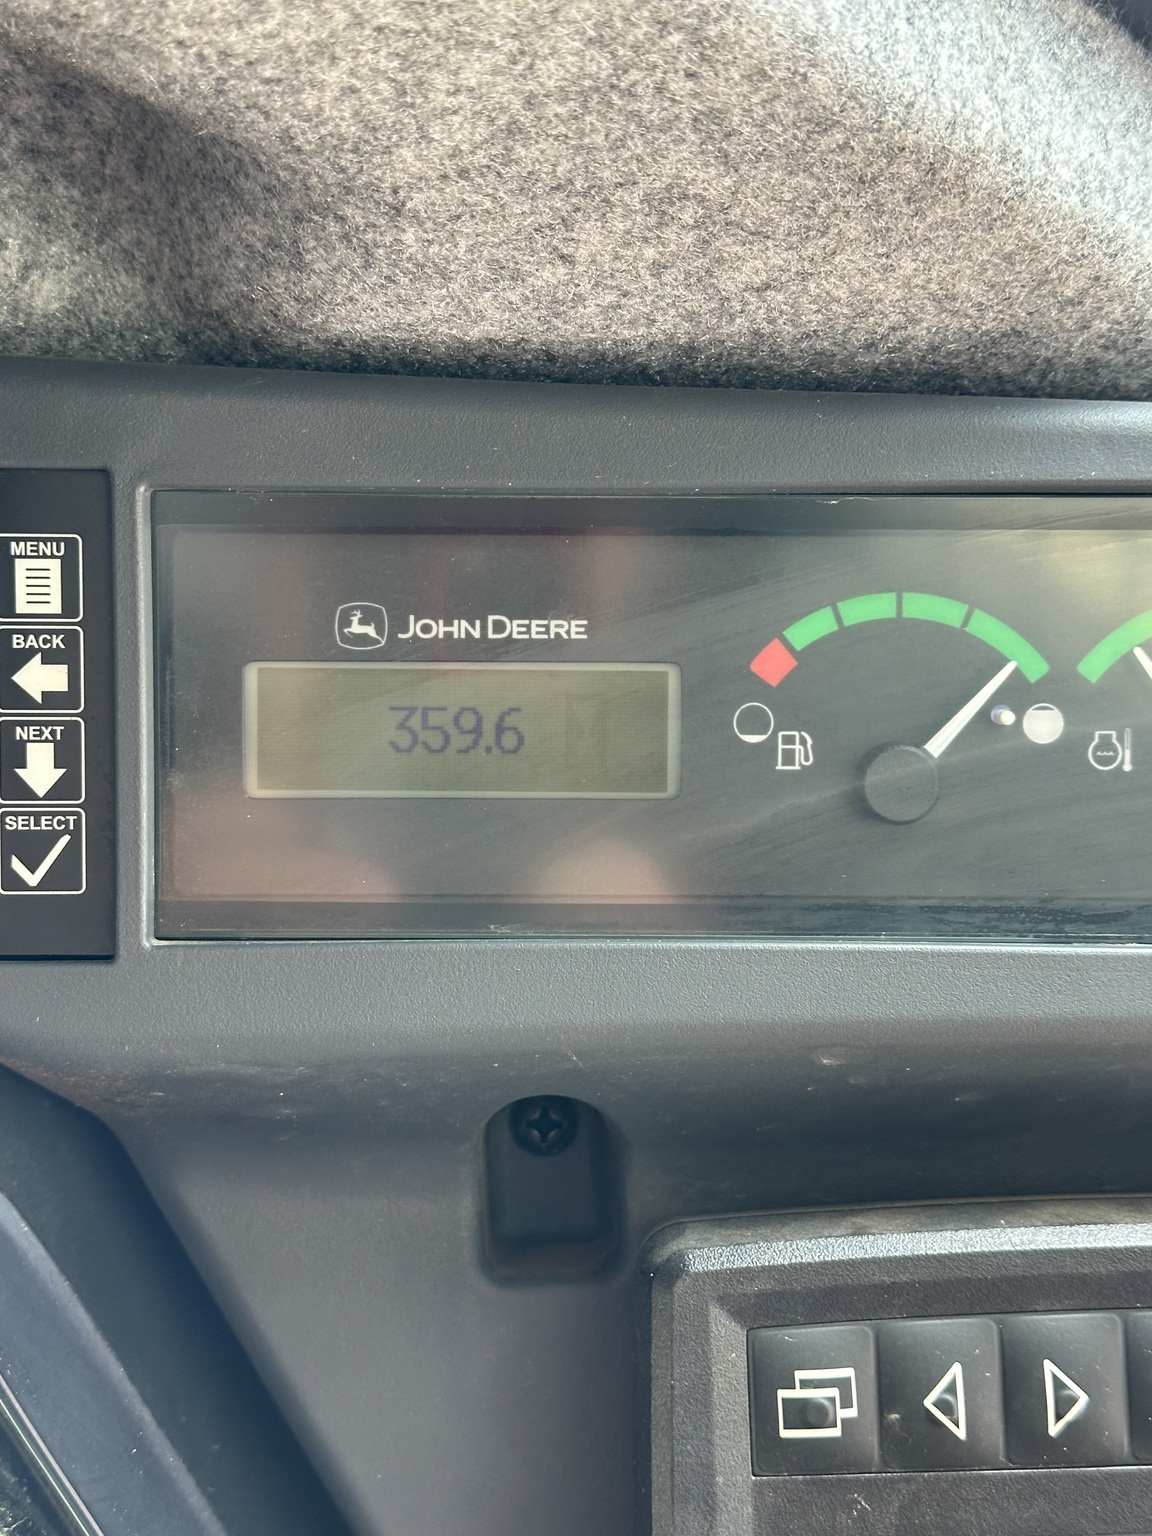 MENU
BACK
NEXT
SELECT
JOHN DEERE
359.6